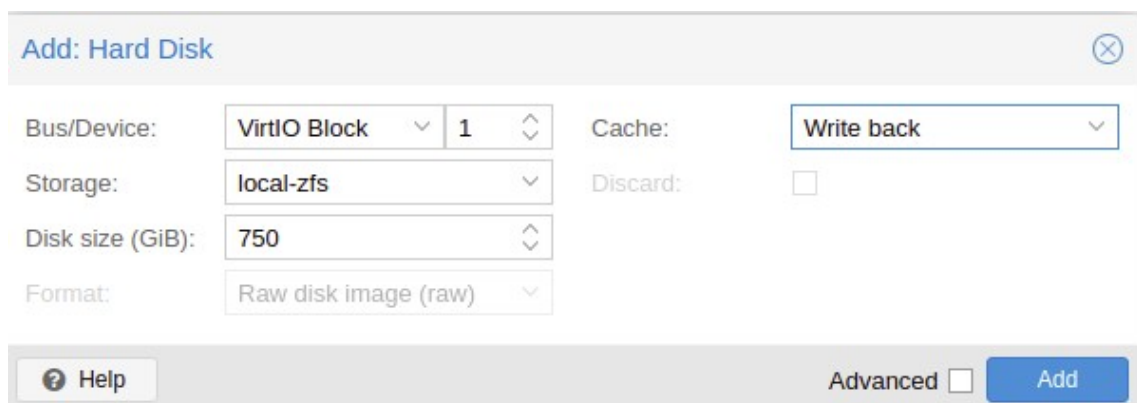 Add: Hard Disk
Bus/Device: VirtIO Block 1 Cache: Write back
Storage: local-zfs Discard:
Disk size (GiB): 750
Format: Raw disk image (raw)
Help Advanced Add